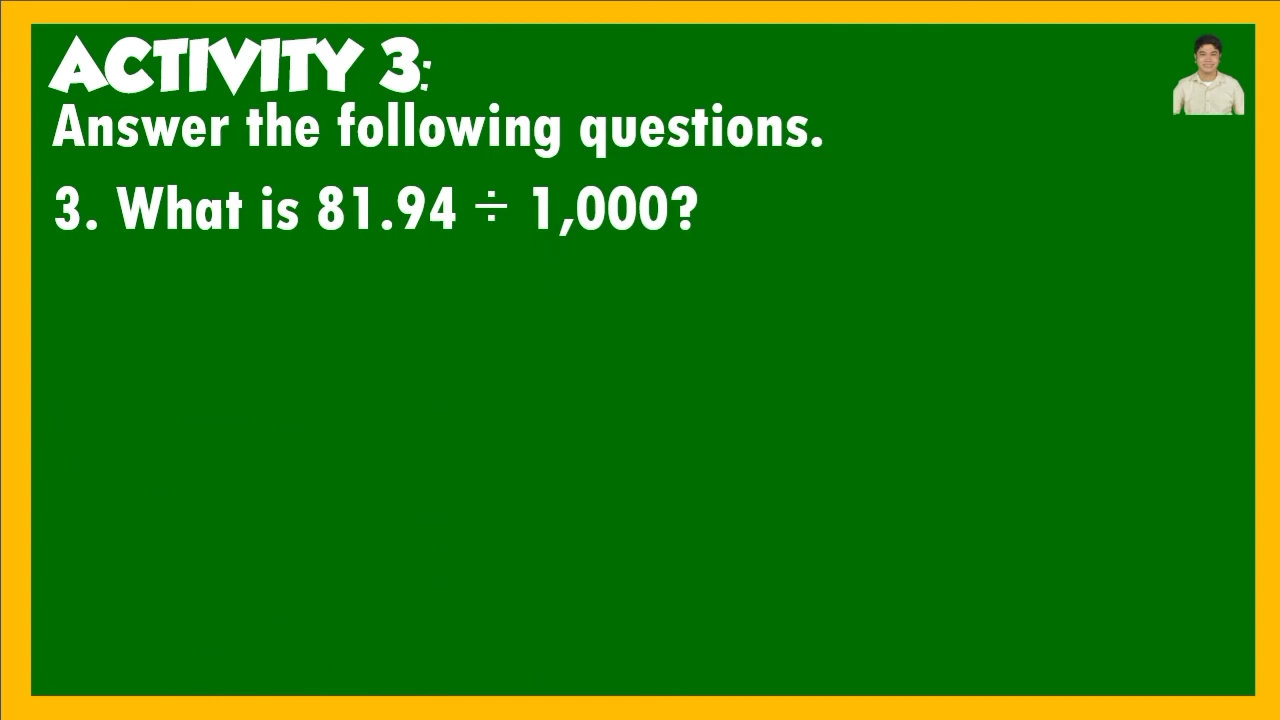 ACTIVITY 3:
Answer the following questions.
3. What is 81.94 ÷ 1,000?